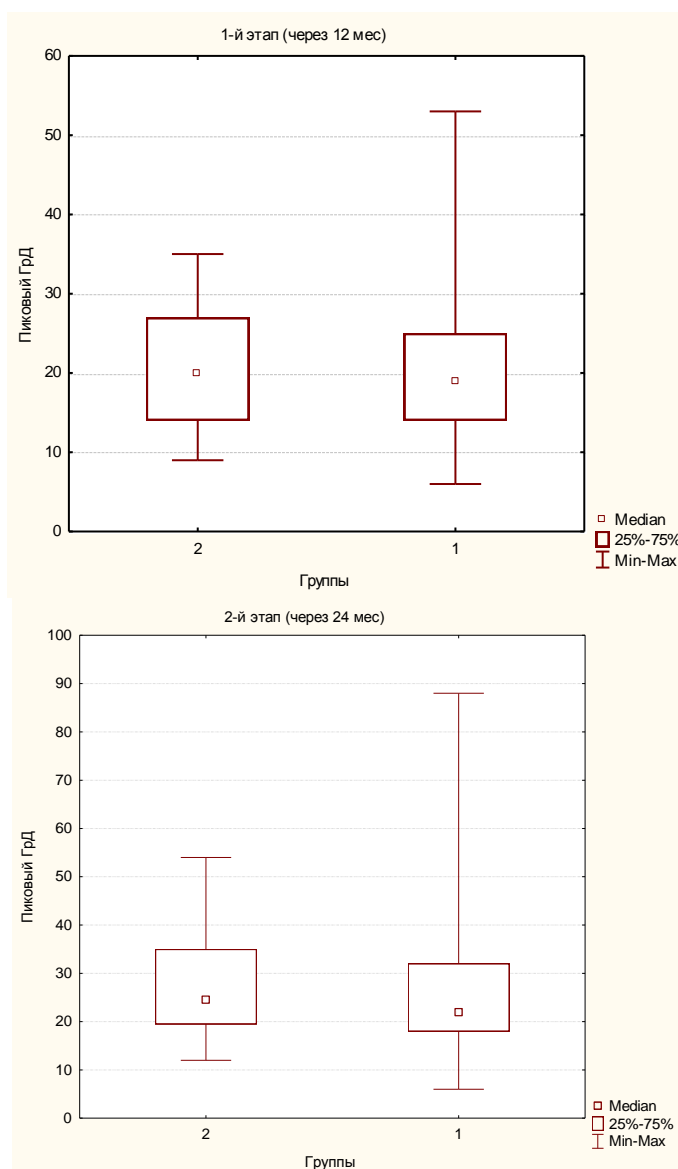 1-й этап (через 12 мес)
60
50
40
30
20
10
0
Пиковый ГрД
2 1
Группы
Median
25%-75%
Min-Max
2-й этап (через 24 мес)
100
90
80
70
60
50
40
30
20
10
0
Пиковый ГрД
2 1
Группы
Median
25%-75%
Min-Max